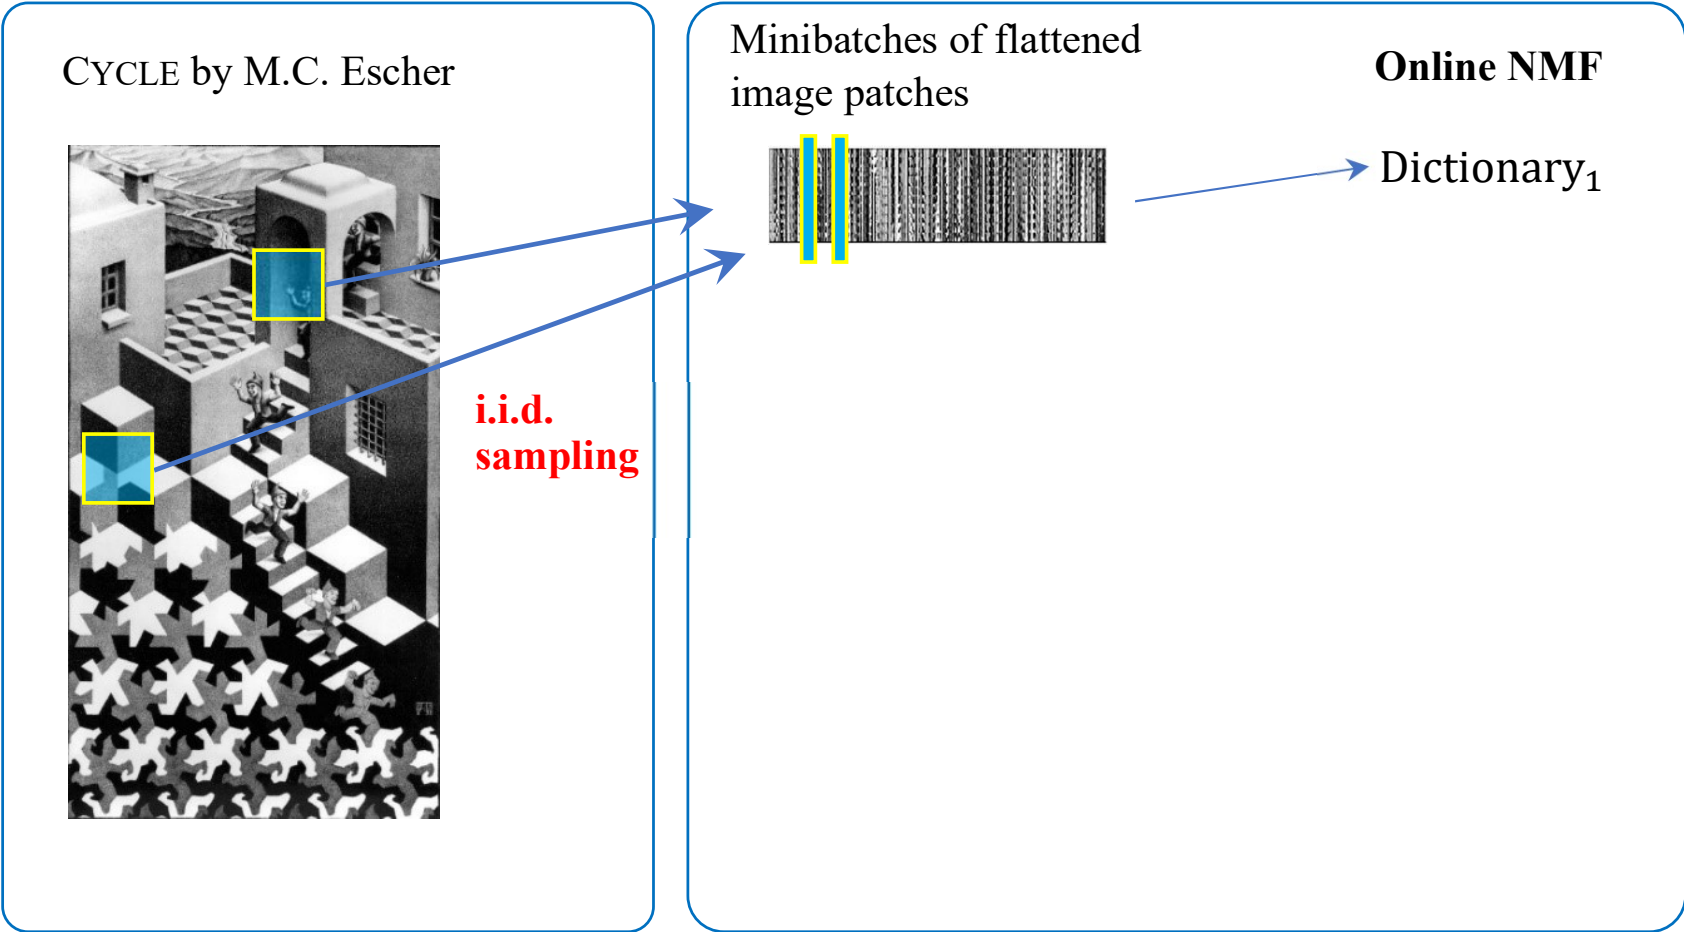 CYCLE by M.C. Escher
Minibatches of flattened
image patches
Online NMF
Dictionary₁
i.i.d.
sampling